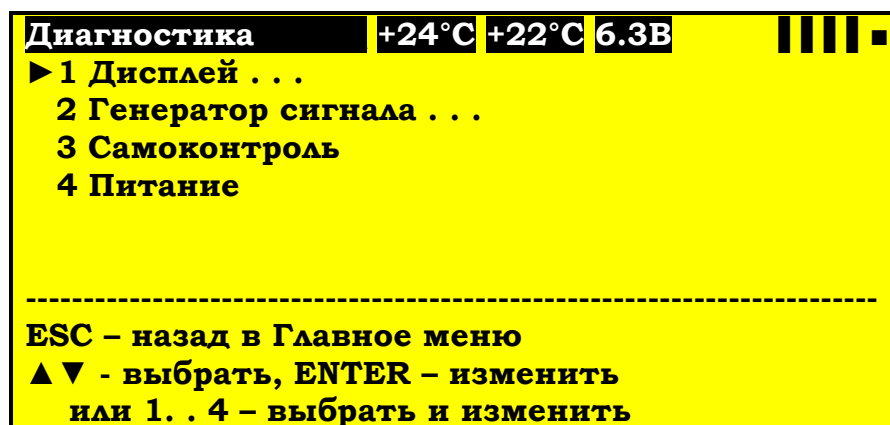 Диагностика +24°C +22°C 6.3В
►1 Дисплей . . .
2 Генератор сигнала . . .
3 Самоконтроль
4 Питание
--------------------------------------------------------------------------
ESC – назад в Главное меню
▲▼ - выбрать, ENTER – изменить
или 1. . 4 – выбрать и изменить